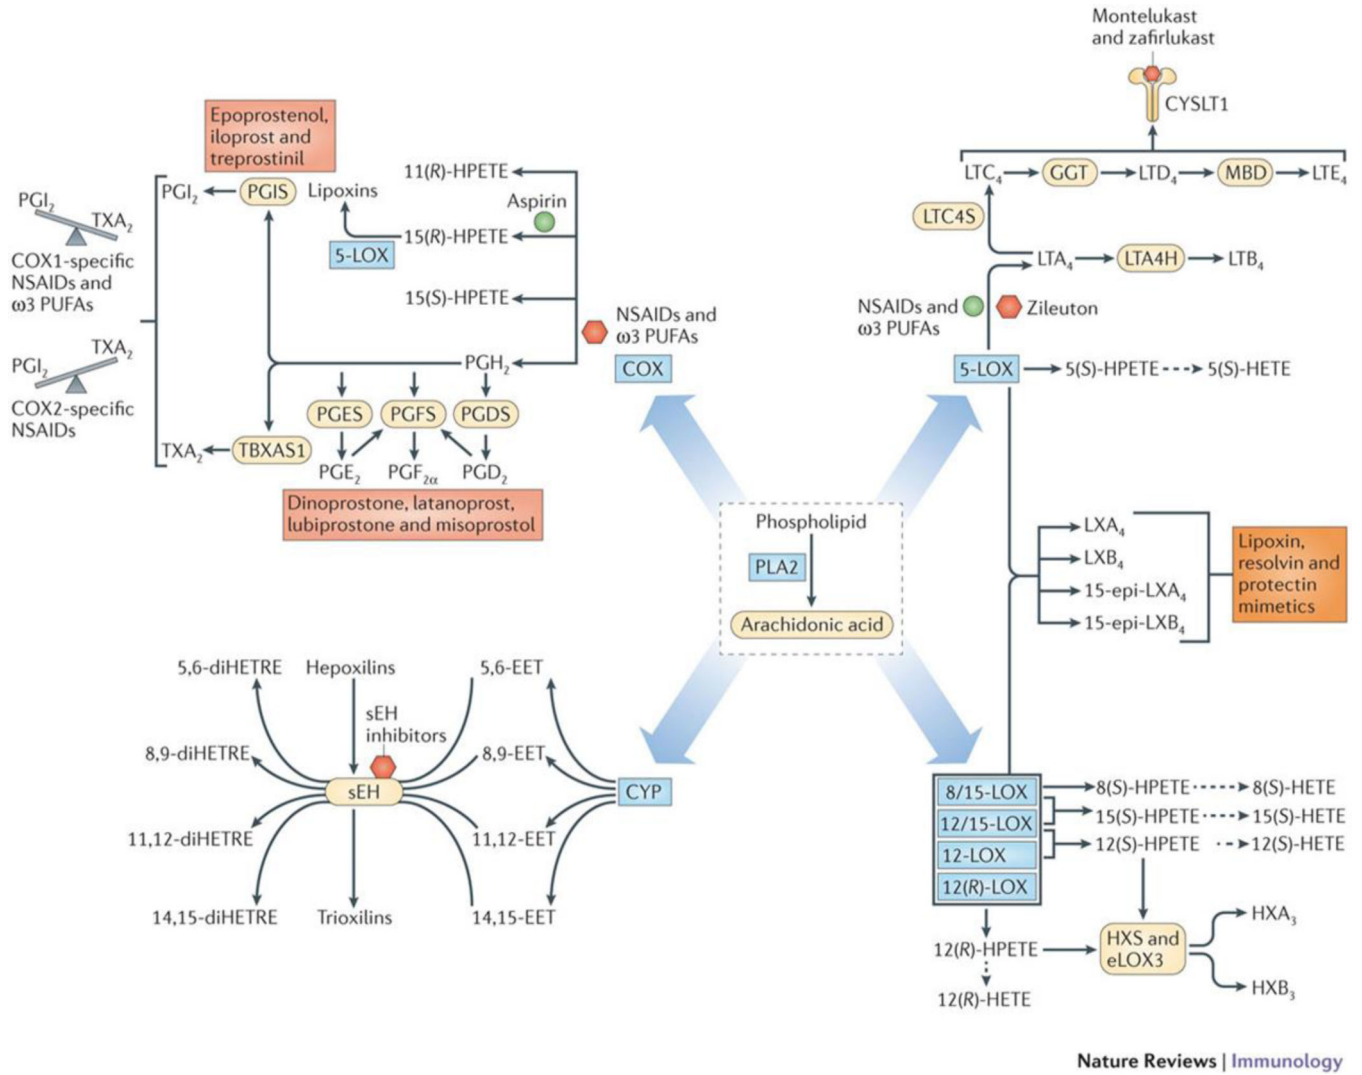 Montelukast
and zafirlukast
CYSLT1
LTC₄
GGT
LTD₄
MBD
LTE₄
LTC4S
LTA₄
LTA4H
LTB₄
NSAIDs and
ω3 PUFAs
Zileuton
5-LOX
5(S)-HPETE
5(S)-HETE
Epoprostenol,
iloprost and
treprostinil
PGI₂
PGIS
Lipoxins
11(R)-HPETE
Aspirin
15(R)-HPETE
5-LOX
15(S)-HPETE
PGI₂
TXA₂
COX1-specific
NSAIDs and
ω3 PUFAs
TXA₂
PGI₂
COX2-specific
NSAIDs
NSAIDs and
ω3 PUFAs
COX
PGH₂
PGES
PGFS
PGDS
TXA₂
TBXAS1
PGE₂
PGF₂α
PGD₂
Dinoprostone, latanoprost,
lubiprostone and misoprostol
Phospholipid
PLA2
Arachidonic acid
LXA₄
LXB₄
15-epi-LXA₄
15-epi-LXB₄
Lipoxin,
resolvin and
protectin
mimetics
5,6-diHETRE
Hepoxilins
5,6-EET
sEH
inhibitors
8,9-diHETRE
8,9-EET
sEH
CYP
11,12-diHETRE
11,12-EET
14,15-diHETRE
Trioxilins
14,15-EET
8/15-LOX
8(S)-HPETE
8(S)-HETE
12/15-LOX
15(S)-HPETE
15(S)-HETE
12-LOX
12(S)-HPETE
12(S)-HETE
12(R)-LOX
12(R)-HPETE
HXS and
eLOX3
HXA₃
HXB₃
12(R)-HETE
Nature Reviews | Immunology